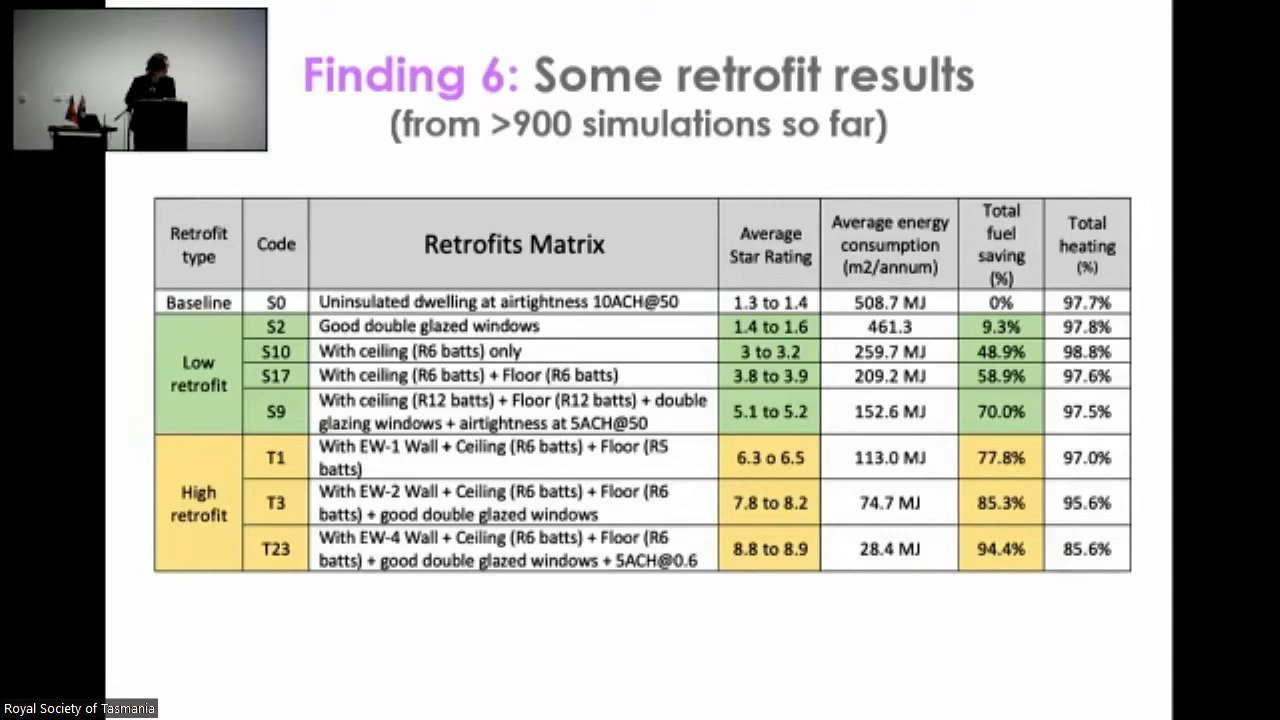 Finding 6: Some retrofit results
(from >900 simulations so far)
Retrofit type
Code
Retrofits Matrix
Average Star Rating
Average energy consumption (m2/annum)
Total fuel saving (%)
Total heating (%)
Baseline S0 Uninsulated dwelling at airtightness 10ACH@50 1.3 to 1.4 508.7 MJ 0% 97.7%
Low retrofit
S2 Good double glazed windows 1.4 to 1.6 461.3 9.3% 97.8%
S10 With ceiling (R6 batts) only 3 to 3.2 259.7 MJ 48.9% 98.8%
S17 With ceiling (R6 batts) + Floor (R6 batts) 3.8 to 3.9 209.2 MJ 58.9% 97.6%
S9 With ceiling (R12 batts) + Floor (R12 batts) + double glazing windows + airtightness at 5ACH@50 5.1 to 5.2 152.6 MJ 70.0% 97.5%
High retrofit
T1 With EW-1 Wall + Ceiling (R6 batts) + Floor (R5 batts) 6.3 o 6.5 113.0 MJ 77.8% 97.0%
T3 With EW-2 Wall + Ceiling (R6 batts) + Floor (R6 batts) + good double glazed windows 7.8 to 8.2 74.7 MJ 85.3% 95.6%
T23 With EW-4 Wall + Ceiling (R6 batts) + Floor (R6 batts) + good double glazed windows + 5ACH@0.6 8.8 to 8.9 28.4 MJ 94.4% 85.6%
Royal Society of Tasmania